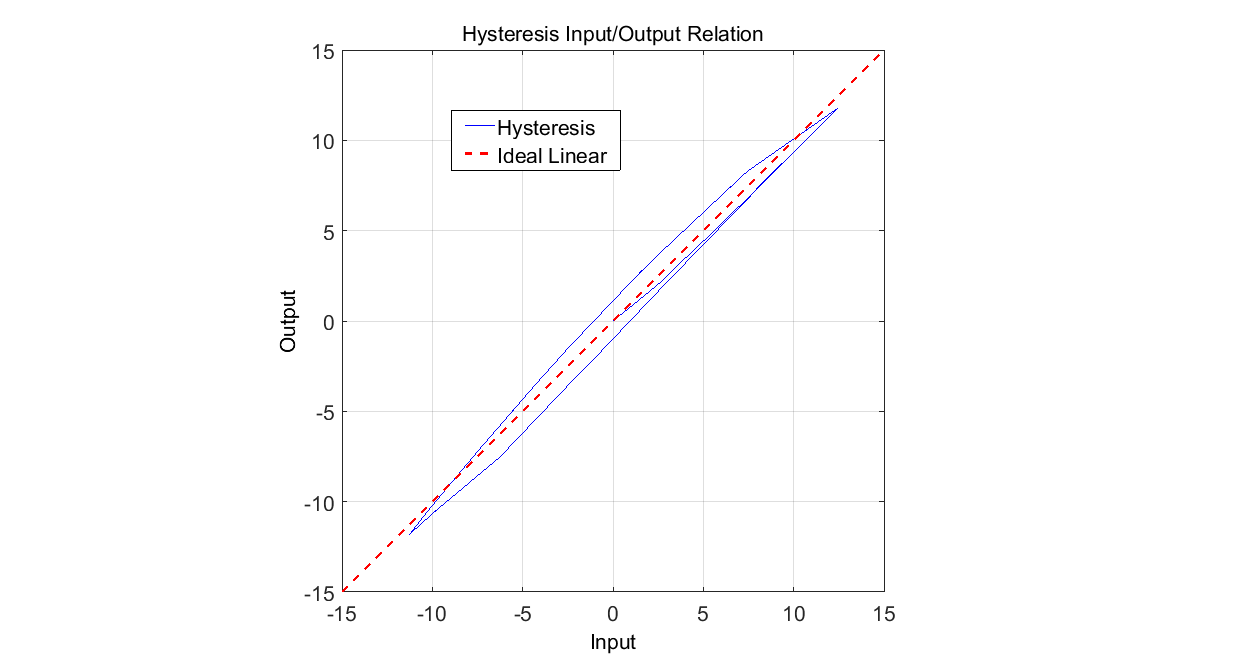 Hysteresis Input/Output Relation
15
10
5
0
-5
-10
-15
Output
Hysteresis
Ideal Linear
-15 -10 -5 0 5 10 15
Input